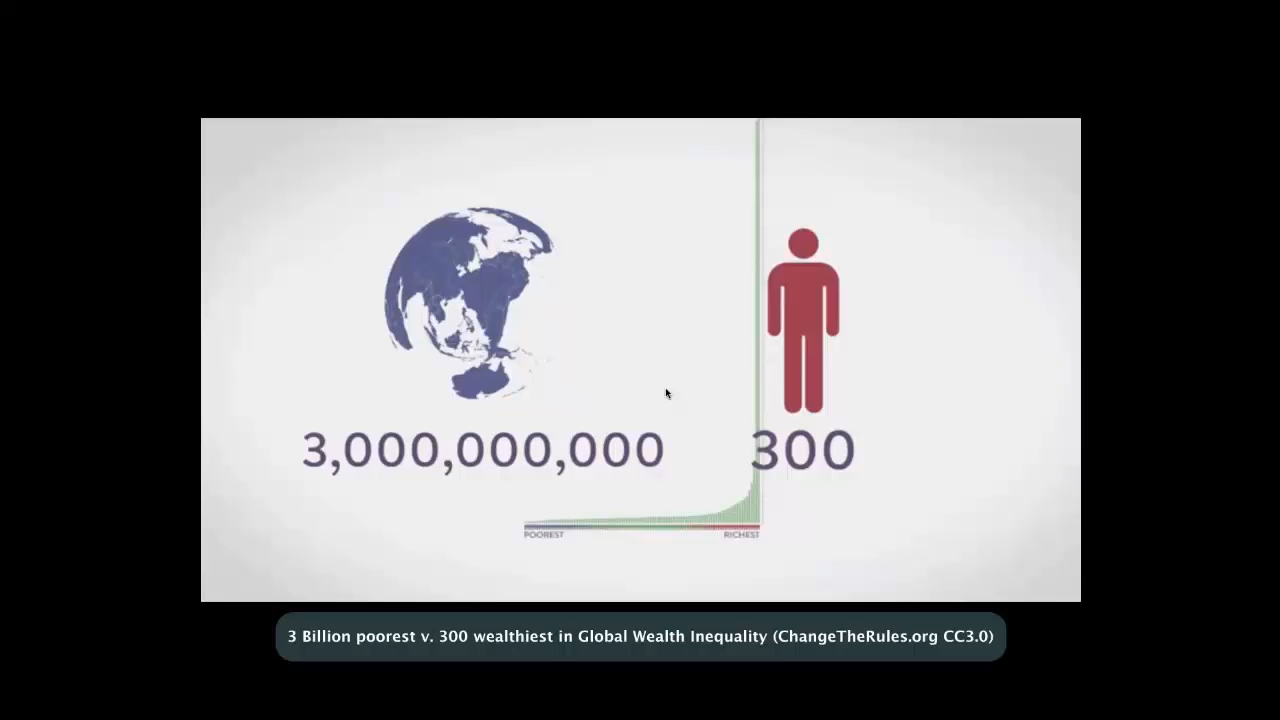 3,000,000,000
300
POOREST
RICHEST
3 Billion poorest v. 300 wealthiest in Global Wealth Inequality (ChangeTheRules.org CC3.0)